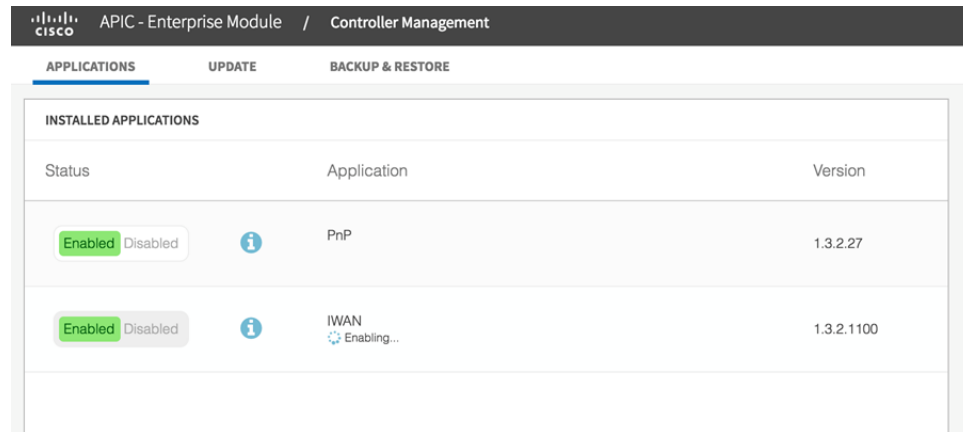 CISCO APIC - Enterprise Module / Controller Management
APPLICATIONS UPDATE BACKUP & RESTORE
INSTALLED APPLICATIONS
Status Application Version
Enabled Disabled PnP 1.3.2.27
Enabled Disabled IWAN 1.3.2.1100
Enabling...